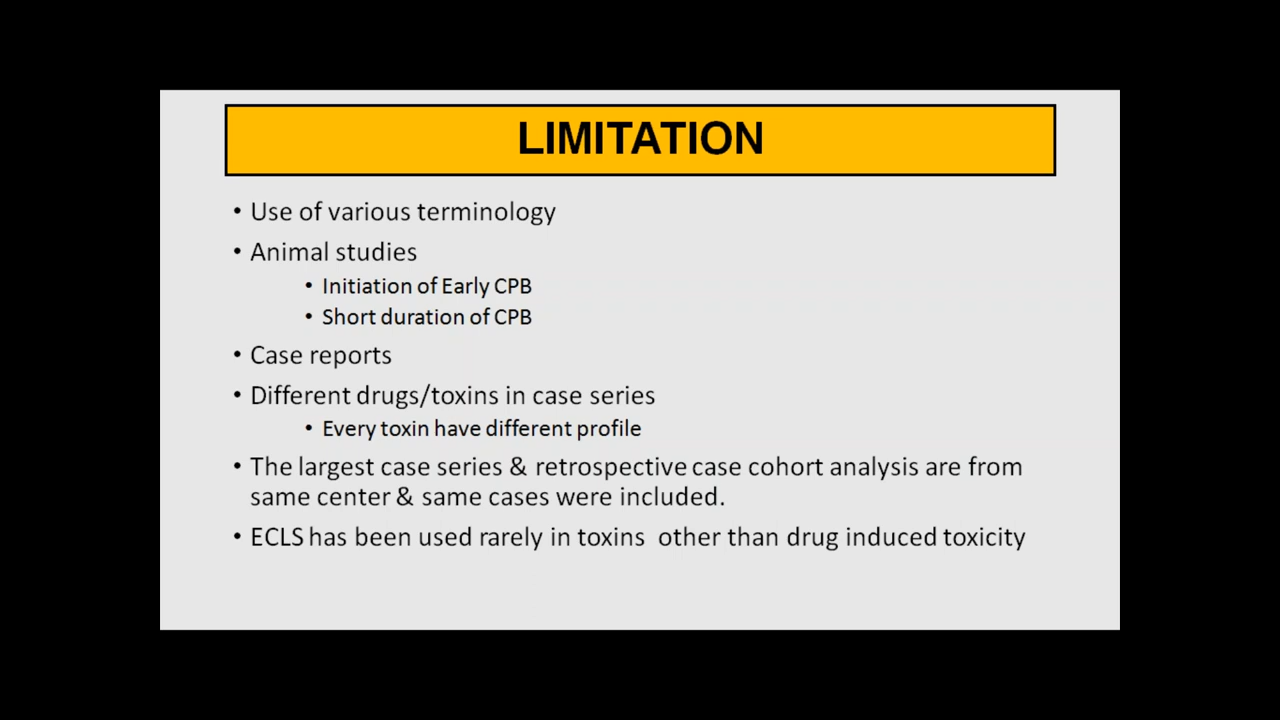 LIMITATION
• Use of various terminology
• Animal studies
• Initiation of Early CPB
• Short duration of CPB
• Case reports
• Different drugs/toxins in case series
• Every toxin have different profile
• The largest case series & retrospective case cohort analysis are from
same center & same cases were included.
• ECLS has been used rarely in toxins other than drug induced toxicity